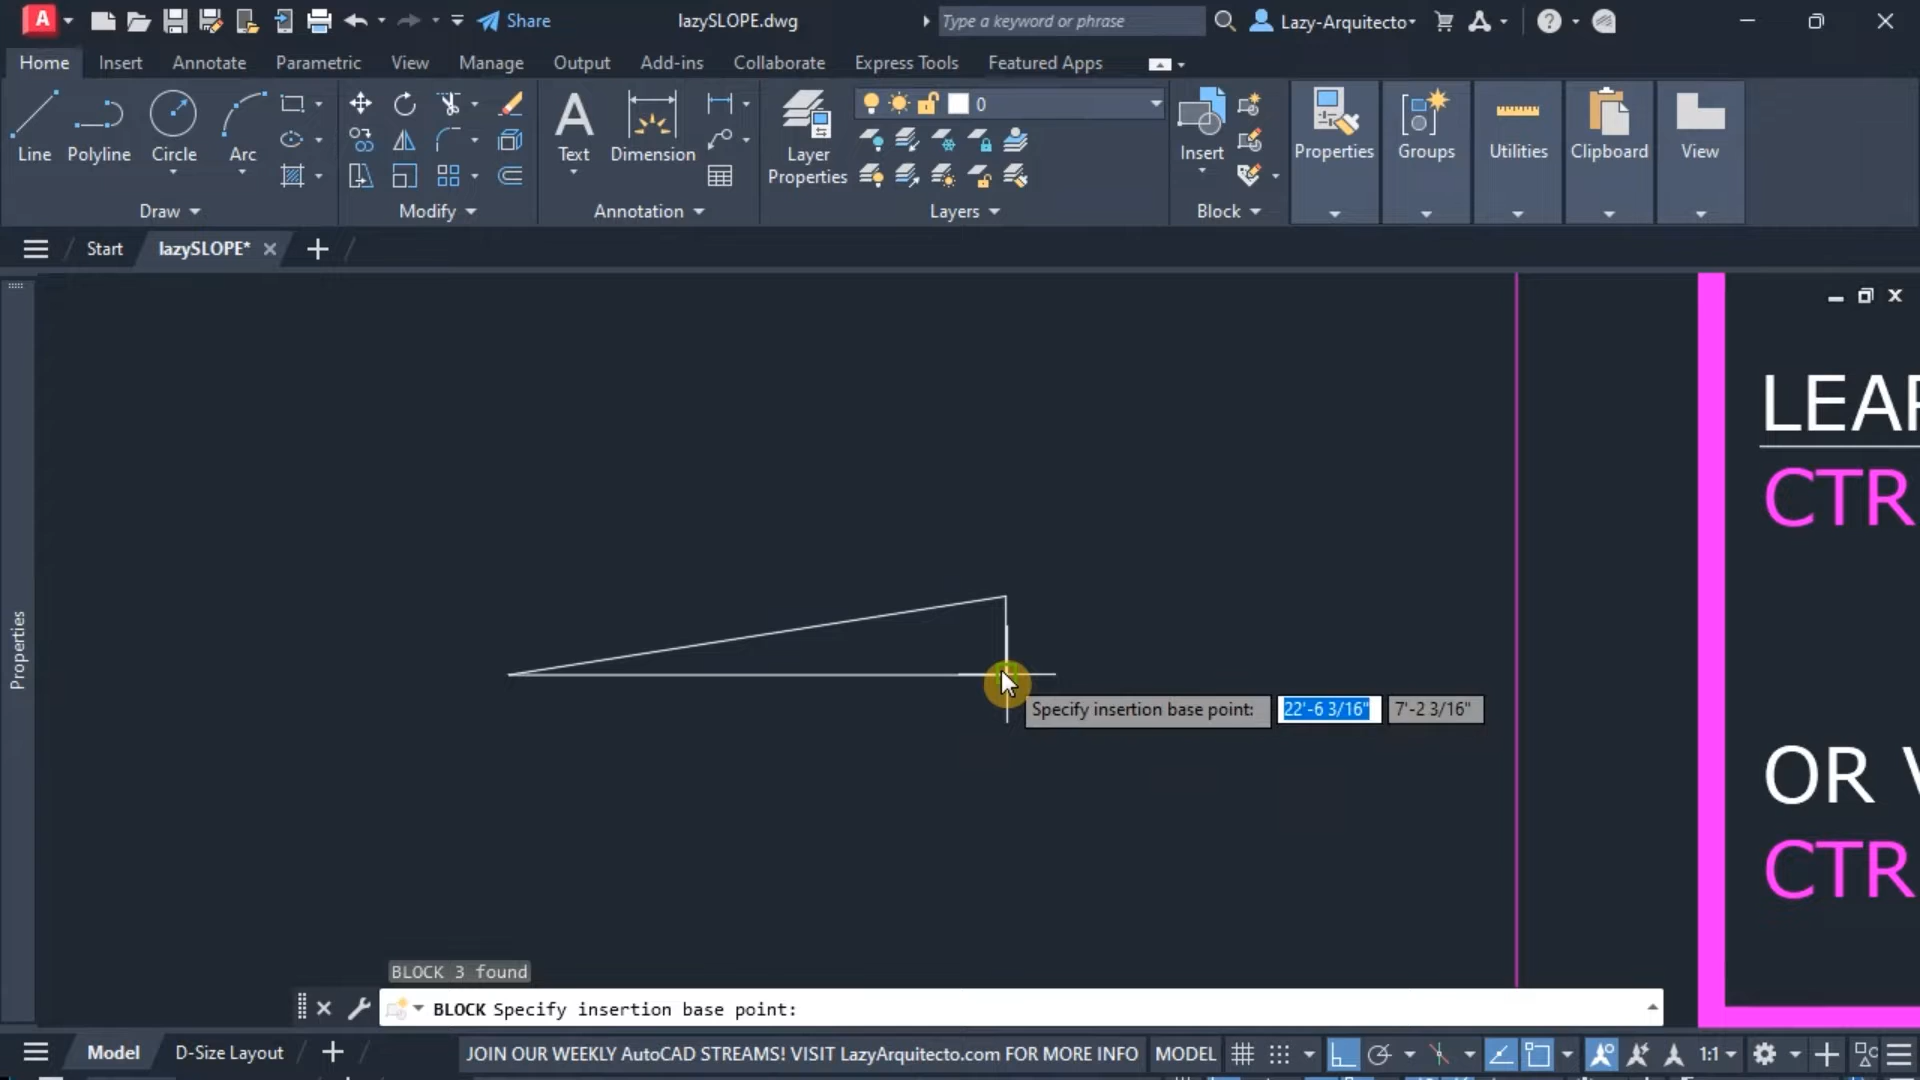 A Share lazySLOPE.dwg Type a keyword or phrase Lazy-Arquitecto
Home Insert Annotate Parametric View Manage Output Add-ins Collaborate Express Tools Featured Apps
0
Line Polyline Circle Arc
A Text Dimension
Layer Properties
Insert
Properties Groups Utilities Clipboard View
Draw Modify Annotation Layers Block
Start lazySLOPE*
Properties
LEA
CTR
Specify insertion base point: 22'-6 3/16" 7'-2 3/16"
OR
CTR
BLOCK 3 found
BLOCK Specify insertion base point:
Model D-Size Layout JOIN OUR WEEKLY AutoCAD STREAMS! VISIT LazyArquitecto.com FOR MORE INFO MODEL 1:1